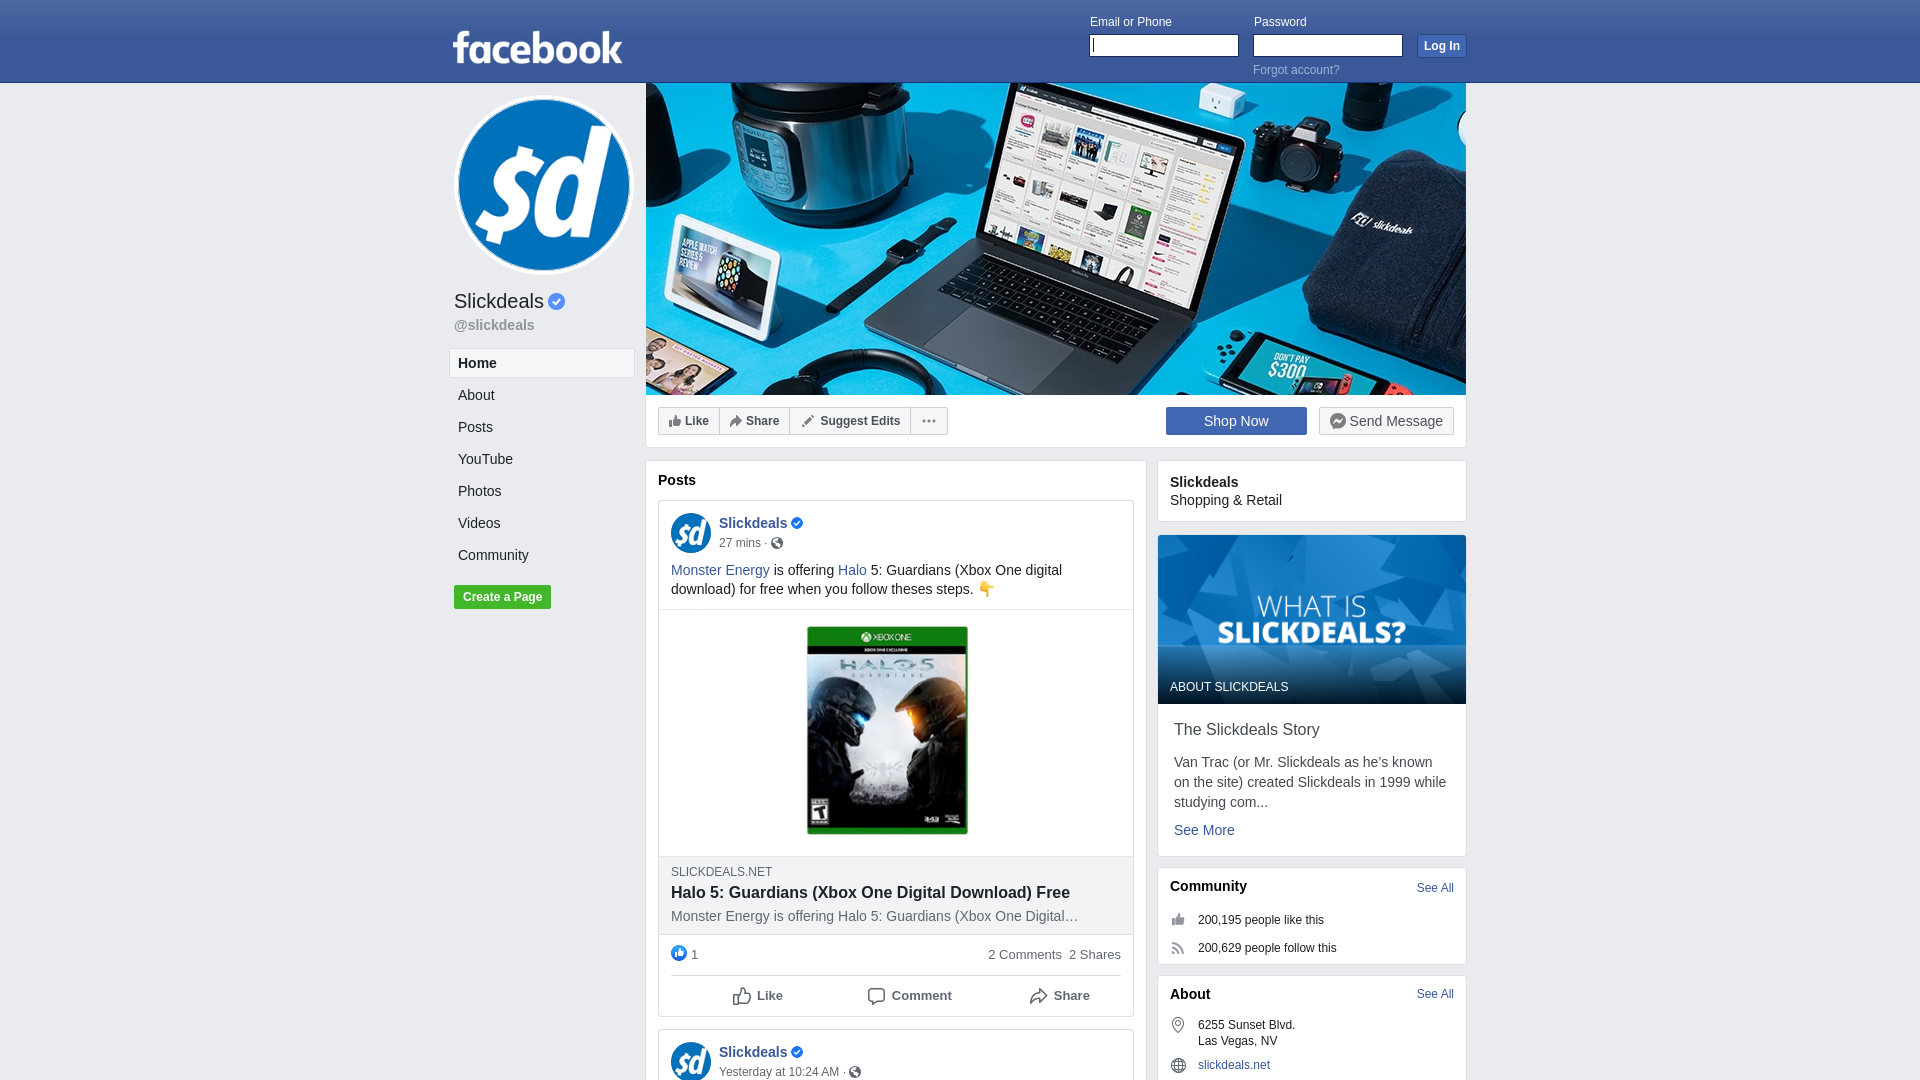 facebook
Email or Phone
Password
Log In
Forgot account?
$d
Slickdeals
@slickdeals
Home
About
Posts
YouTube
Photos
Videos
Community
Create a Page
APPLE WATCH
SERIES 5
REVIEW
slickdeals
DON'T PAY
$300
Like
Share
Suggest Edits
Shop Now
Send Message
Posts
$d
Slickdeals
27 mins ·
Monster Energy is offering Halo 5: Guardians (Xbox One digital
download) for free when you follow theses steps. 👇
XBOX ONE
XBOX ONE EXCLUSIVE
HALO 5
GUARDIANS
T
343
SLICKDEALS.NET
Halo 5: Guardians (Xbox One Digital Download) Free
Monster Energy is offering Halo 5: Guardians (Xbox One Digital…
1
2 Comments 2 Shares
Like
Comment
Share
$d
Slickdeals
Yesterday at 10:24 AM ·
Slickdeals
Shopping & Retail
WHAT IS
SLICKDEALS?
ABOUT SLICKDEALS
The Slickdeals Story
Van Trac (or Mr. Slickdeals as he’s known
on the site) created Slickdeals in 1999 while
studying com...
See More
Community
See All
200,195 people like this
200,629 people follow this
About
See All
6255 Sunset Blvd.
Las Vegas, NV
slickdeals.net